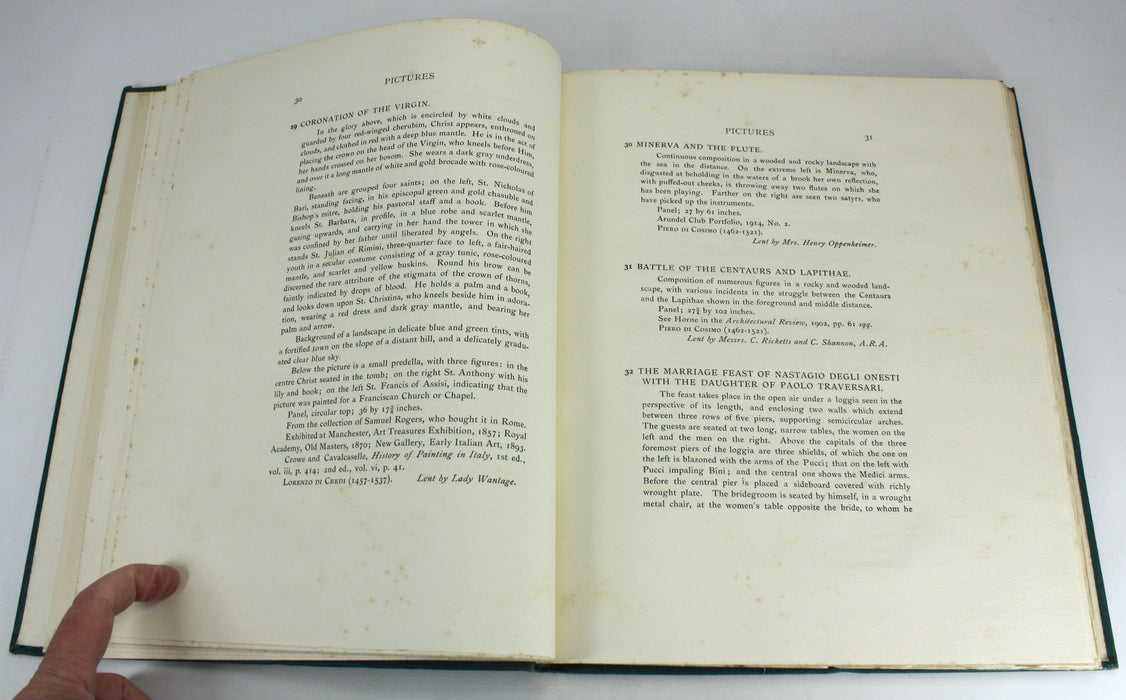 30
PICTURES
29 CORONATION OF THE VIRGIN.
In the glory above, which is encircled by white clouds and
guarded by four red-winged cherubim, Christ appears, enthroned on
clouds, and clothed in red with a deep blue mantle. He is in the act of
placing the crown on the head of the Virgin, who kneels before Him,
her hands crossed on her bosom. She wears a dark gray underdress,
and over it a long mantle of white and gold brocade with rose-coloured
lining.
Beneath are grouped four saints; on the left, St. Nicholas of
Bari, standing facing, in his episcopal green and gold chasuble and
Bishop's mitre, holding his pastoral staff and a book. Before him
kneels St. Barbara, in profile, in a blue robe and scarlet mantle,
gazing upwards, and carrying in her hand the tower in which she
was confined by her father until liberated by angels. On the right
stands St. Julian of Rimini, three-quarter face to left, a fair-haired
youth in a secular costume consisting of a gray tunic, rose-coloured
mantle, and scarlet and yellow buskins. Round his brow can be
discerned the rare attribute of the stigmata of the crown of thorns,
faintly indicated by drops of blood. He holds a palm and a book,
and looks down upon St. Christina, who kneels beside him in adora-
tion, wearing a red dress and dark gray mantle, and bearing her
palm and arrow.
Background of a landscape in delicate blue and green tints, with
a fortified town on the slope of a distant hill, and a delicately gradu-
ated clear blue sky.
Below the picture is a small predella, with three figures: in the
centre Christ seated in the tomb; on the right St. Anthony with his
lily and book; on the left St. Francis of Assisi, indicating that the
picture was painted for a Franciscan Church or Chapel.
Panel, circular top; 36 by 17¾ inches.
From the collection of Samuel Rogers, who bought it in Rome.
Exhibited at Manchester, Art Treasures Exhibition, 1857; Royal
Academy, Old Masters, 1870; New Gallery, Early Italian Art, 1893.
Crowe and Cavalcaselle, History of Painting in Italy, 1st ed.,
vol. iii, p. 414; 2nd ed., vol. vi, p. 41.
LORENZO DI CREDI (1457-1537). Lent by Lady Wantage.
PICTURES
31
30 MINERVA AND THE FLUTE.
Continuous composition in a wooded and rocky landscape with
the sea in the distance. On the extreme left is Minerva, who,
disgusted at beholding in the waters of a brook her own reflection,
with puffed-out cheeks, is throwing away two flutes on which she
has been playing. Farther on the right are seen two satyrs, who
have picked up the instruments.
Panel; 27 by 61 inches.
Arundel Club Portfolio, 1914, No. 2.
PIERO DI COSIMO (1462-1521).
Lent by Mrs. Henry Oppenheimer.
31 BATTLE OF THE CENTAURS AND LAPITHAE.
Composition of numerous figures in a rocky and wooded land-
scape, with various incidents in the struggle between the Centaurs
and the Lapithae shown in the foreground and middle distance.
Panel; 27¾ by 102 inches.
See Horne in the Architectural Review, 1902, pp. 61 sqq.
PIERO DI COSIMO (1462-1521).
Lent by Messrs. C. Ricketts and C. Shannon, A.R.A.
32 THE MARRIAGE FEAST OF NASTAGIO DEGLI ONESTI
WITH THE DAUGHTER OF PAOLO TRAVERSARI.
The feast takes place in the open air under a loggia seen in the
perspective of its length, and enclosing two walls which extend
between three rows of five piers, supporting semicircular arches.
The guests are seated at two long, narrow tables, the women on the
left and the men on the right. Above the capitals of the three
foremost piers of the loggia are three shields, of which the one on
the left is blazoned with the arms of the Pucci; that on the left with
Pucci impaling Bini; and the central one shows the Medici arms.
Before the central pier is placed a sideboard covered with richly
wrought plate. The bridegroom is seated by himself, in a wrought
metal chair, at the women's table opposite the bride, to whom he